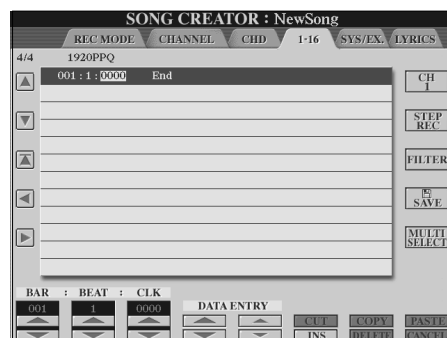 SONG CREATOR : NewSong
REC MODE CHANNEL CHD 1-16 SYS/EX. LYRICS
4/4 1920PPQ
001 : 1 : 0000 End
CH
1
STEP
REC
FILTER
SAVE
MULTI
SELECT
BAR : BEAT : CLK
001 1 0000
DATA ENTRY
CUT COPY PASTE
INS DELETE CANCEL